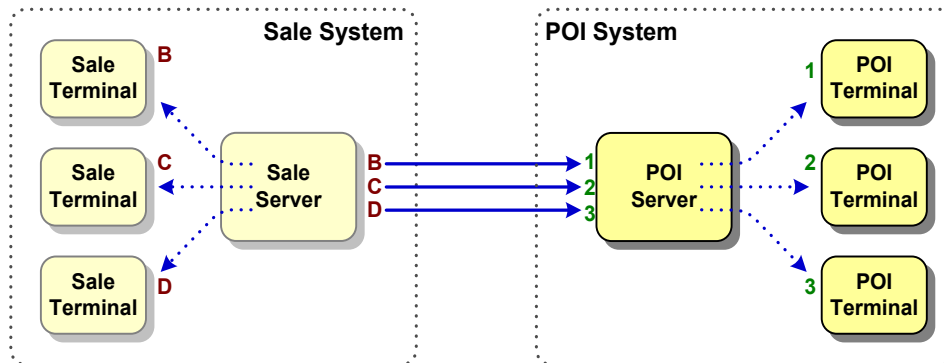 Sale System
POI System
B
Sale
Terminal
1
POI
Terminal
C
Sale
Terminal
Sale
Server
B
C
D
1
2
3
POI
Server
2
POI
Terminal
Sale
Terminal
D
3
POI
Terminal